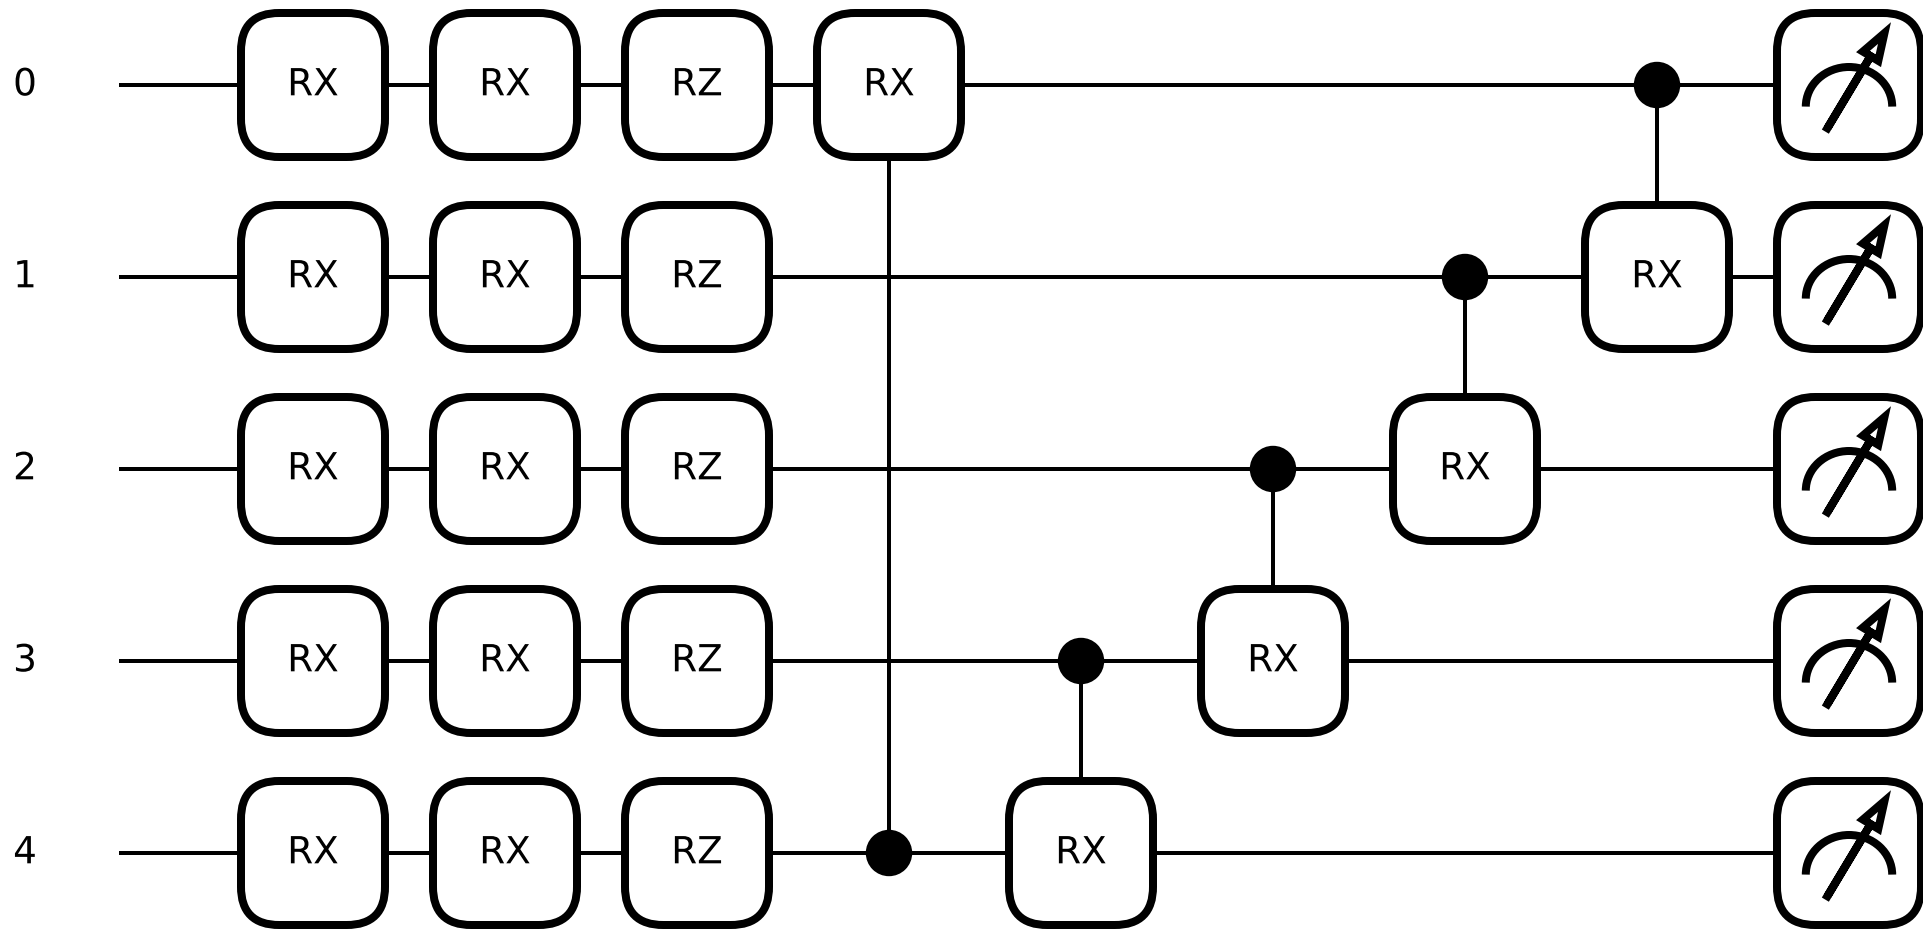 0 RX RX RZ RX
1 RX RX RZ RX
2 RX RX RZ RX
3 RX RX RZ RX
4 RX RX RZ RX